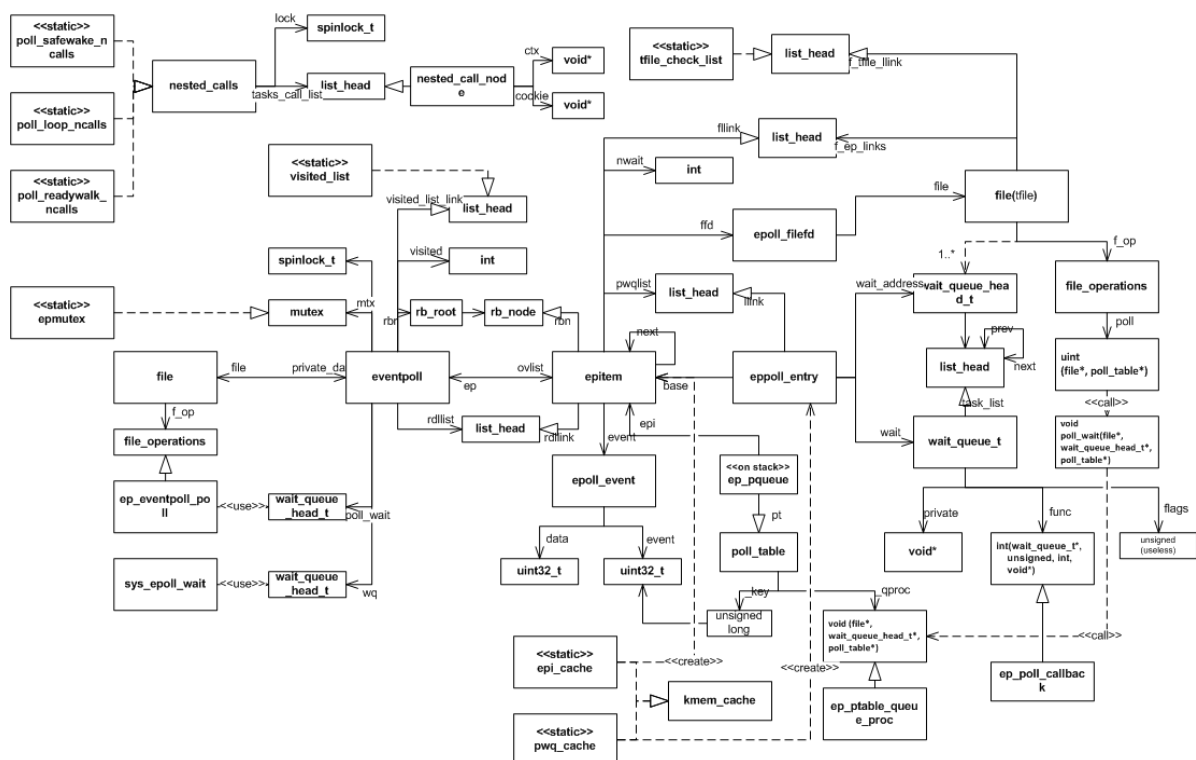 <<static>>
poll_safewake_n
calls
lock
spinlock_t
nested_calls
tasks_call_list
list_head
nested_call_nod
e
ctx
void*
cookie
void*
<<static>>
tfile_check_list
list_head
f_tfile_llink
<<static>>
poll_loop_ncalls
<<static>>
poll_readywalk_
ncalls
fllink
list_head
f_ep_links
<<static>>
visited_list
nwait
int
visited_list_link
list_head
file
file(tfile)
ffd
epoll_filefd
visited
int
spinlock_t
1..*
f_op
pwqlist
list_head
llink
wait_address
wait_queue_hea
d_t
file_operations
<<static>>
epmutex
mutex
mtx
rbr
rb_root
rb_node
rbn
poll
next
prev
list_head
next
uint
(file*, poll_table*)
file
file
private_da
eventpoll
ovlist
ep
epitem
base
eppoll_entry
task_list
<<call>>
f_op
rdllist
list_head
rdllink
epi
wait
wait_queue_t
void
poll_wait(file*,
wait_queue_head_t*,
poll_table*)
file_operations
event
epoll_event
<<on stack>>
ep_pqueue
ep_eventpoll_po
ll
<<use>>
wait_queue
_head_t
poll_wait
pt
private
func
flags
data
event
poll_table
void*
int(wait_queue_t*,
unsigned, int,
void*)
unsigned
(useless)
sys_epoll_wait
<<use>>
wait_queue
_head_t
wq
uint32_t
uint32_t
_key
_qproc
unsigned
long
void (file*,
wait_queue_head_t*,
poll_table*)
<<call>>
<<static>>
epi_cache
<<create>>
<<create>>
kmem_cache
ep_ptable_queu
e_proc
ep_poll_callbac
k
<<static>>
pwq_cache